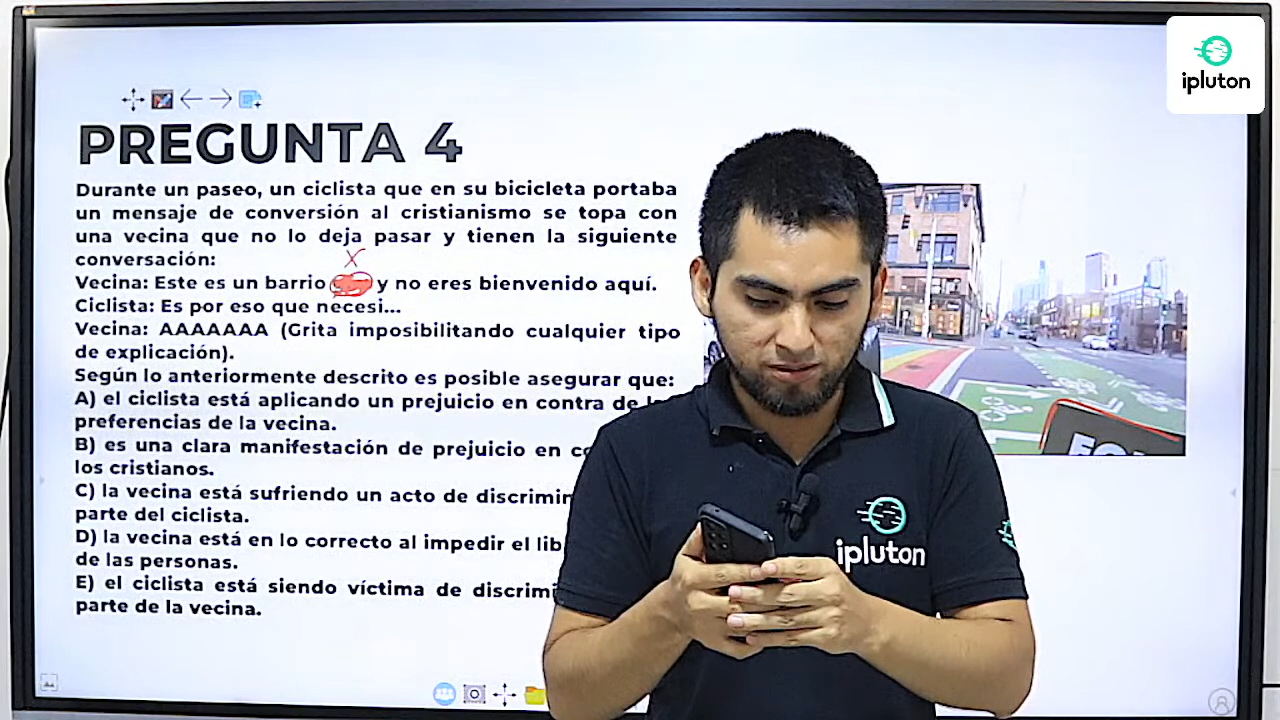 ipluton
PREGUNTA 4
Durante un paseo, un ciclista que en su bicicleta portaba
un mensaje de conversión al cristianismo se topa con
una vecina que no lo deja pasar y tienen la siguiente
conversación:
Vecina: Este es un barrio y no eres bienvenido aquí.
Ciclista: Es por eso que necesi...
Vecina: AAAAAAA (Grita imposibilitando cualquier tipo
de explicación).
Según lo anteriormente descrito es posible asegurar que:
A) el ciclista está aplicando un prejuicio en contra de
preferencias de la vecina.
B) es una clara manifestación de prejuicio en
los cristianos.
C) la vecina está sufriendo un acto de
parte del ciclista.
D) la vecina está en lo correcto al impedir el
de las personas.
E) el ciclista está siendo víctima de
parte de la vecina.
ipluton